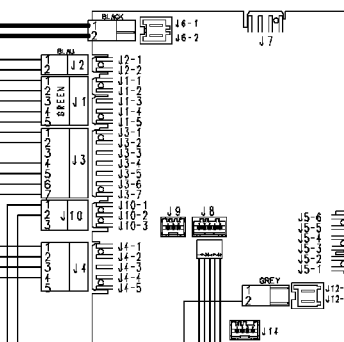 BLACK
1
2
J6-1
J6-2
J7
BLAU
1
2
J2
J2-1
J2-2
1
2
3
4
5
GREEN
J1
J1-1
J1-2
J1-3
J1-4
J1-5
1
2
3
4
5
6
7
J3
J3-1
J3-2
J3-3
J3-4
J3-5
J3-6
J3-7
1
2
3
J10
J10-1
J10-2
J10-3
J9
J8
1
2
3
4
5
J4
J4-1
J4-2
J4-3
J4-4
J4-5
J5-6
J5-5
J5-4
J5-3
J5-2
J5-1
GREY
1
2
J12-
J12-
J14